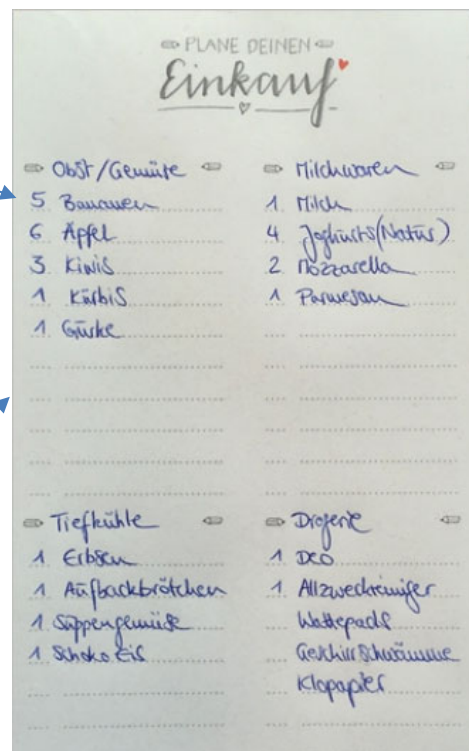 PLANE DEINEN
Einkauf
Obst/Gemüse
5 Bananen
6 Äpfel
3 Kiwis
1 Kürbis
1 Gurke
Milchwaren
1 Milch
4 Joghurts (Natur)
2 Mozzarella
1 Parmesan
Tiefkühle
1 Erbsen
1 Aufbackbrötchen
1 Suppengemüse
1 Schoko Eis
Drogerie
1 DEO
1 Allzweckreiniger
Wattepads
Geschirrschwämme
Klopapier